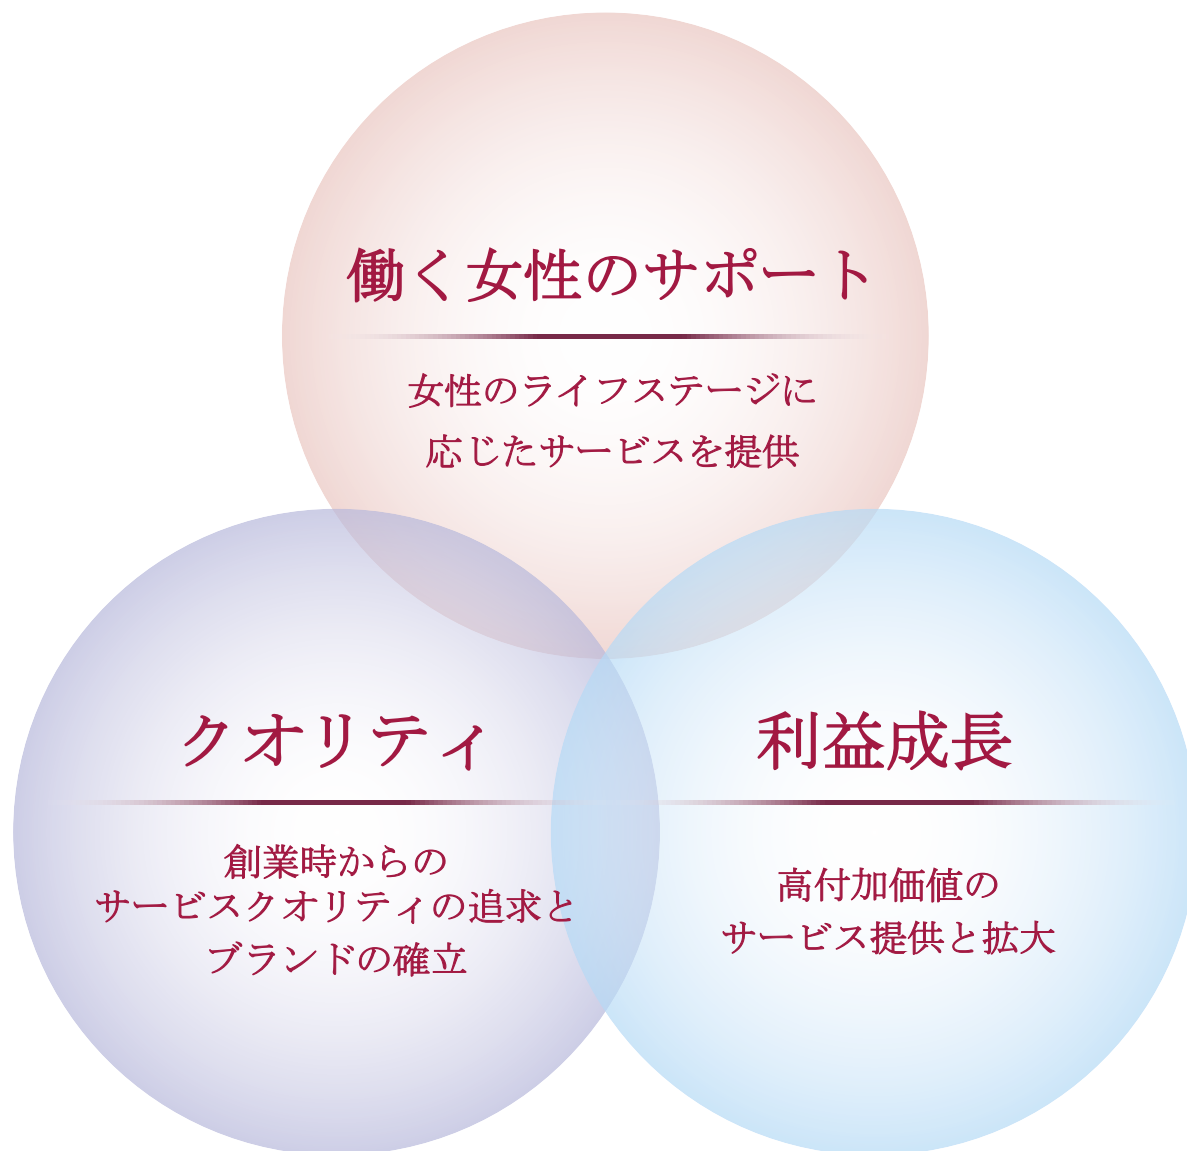 働く女性のサポート
女性のライフステージに
応じたサービスを提供
クオリティ
創業時からの
サービスクオリティの追求と
ブランドの確立
利益成長
高付加価値の
サービス提供と拡大